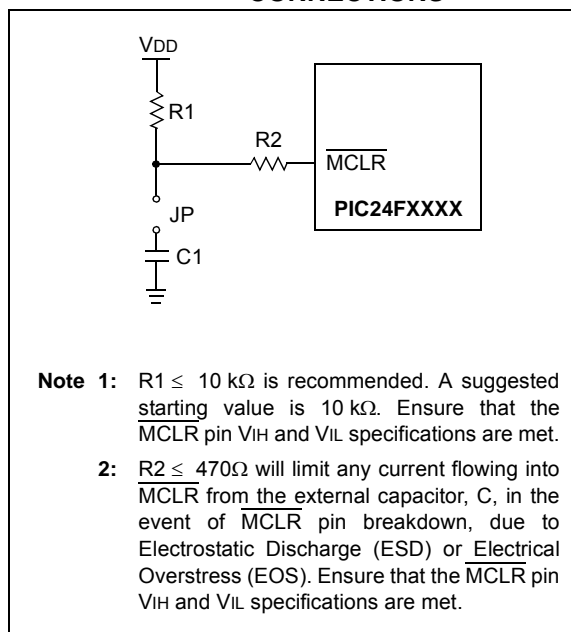 VDD
R1
R2
MCLR
JP
PIC24FXXXX
C1
Note 1: R1 ≤ 10 kΩ is recommended. A suggested
starting value is 10 kΩ. Ensure that the
MCLR pin VIH and VIL specifications are met.
2: R2 ≤ 470Ω will limit any current flowing into
MCLR from the external capacitor, C, in the
event of MCLR pin breakdown, due to
Electrostatic Discharge (ESD) or Electrical
Overstress (EOS). Ensure that the MCLR pin
VIH and VIL specifications are met.